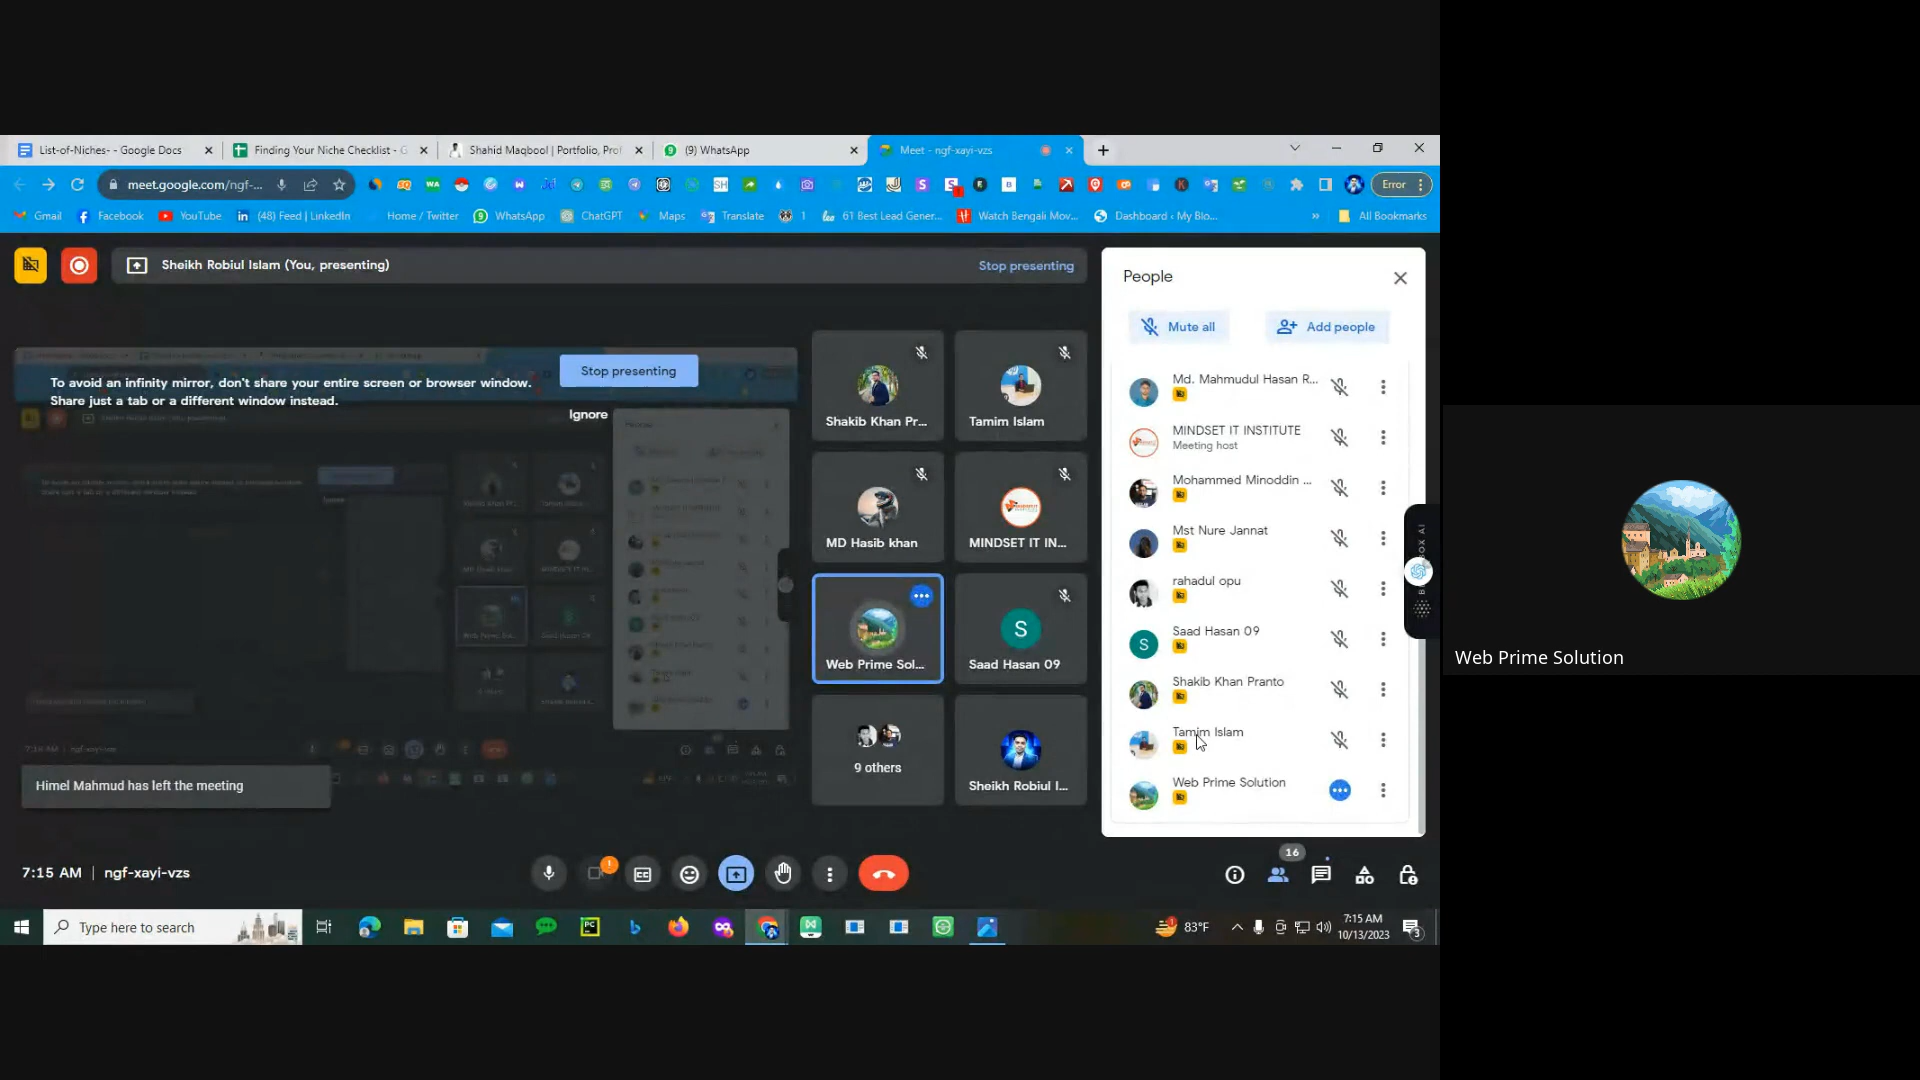 List-of-Niches- - Google Docs
Finding Your Niche Checklist - G
Shahid Maqbool | Portfolio, Prof
(9) WhatsApp
Meet - ngf-xayi-vzs
meet.google.com/ngf-...
Error
Gmail
Facebook
YouTube
(48) Feed | LinkedIn
Home / Twitter
WhatsApp
ChatGPT
Maps
Translate
1
61 Best Lead Gener...
Watch Bengali Mov...
Dashboard ‹ My Blo...
All Bookmarks
Sheikh Robiul Islam (You, presenting)
Stop presenting
To avoid an infinity mirror, don't share your entire screen or browser window.
Share just a tab or a different window instead.
Stop presenting
Ignore
Shakib Khan Pr...
Tamim Islam
MD Hasib khan
MINDSET IT IN...
Web Prime Sol...
S
Saad Hasan 09
9 others
Sheikh Robiul I...
Himel Mahmud has left the meeting
People
Mute all
Add people
Md. Mahmudul Hasan R...
MINDSET IT INSTITUTE
Meeting host
Mohammed Minoddin ...
Mst Nure Jannat
rahadul opu
S
Saad Hasan 09
Shakib Khan Pranto
Tamim Islam
Web Prime Solution
7:15 AM | ngf-xayi-vzs
16
Type here to search
83°F
7:15 AM
10/13/2023
3
Web Prime Solution